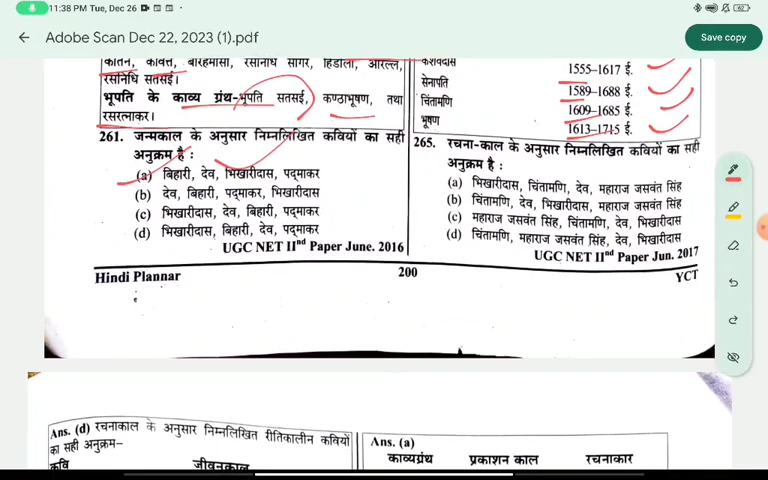 11:38 PM Tue, Dec 26
62
Adobe Scan Dec 22, 2023 (1).pdf
Save copy
कीर्तन, कवित्त, बारहमासा, रसनिधि सागर, हिंडोला, अरिल्ल,
रसनिधि सतसई।
भूपति के काव्य ग्रंथ-भूपति सतसई, कण्ठाभूषण, तथा
रसरत्नाकर।
261. जन्मकाल के अनुसार निम्नलिखित कवियों का सही
अनुक्रम है :
(a) बिहारी, देव, भिखारीदास, पद्माकर
(b) देव, बिहारी, पद्माकर, भिखारीदास
(c) भिखारीदास, देव, बिहारी, पद्माकर
(d) भिखारीदास, बिहारी, देव, पद्माकर
UGC NET IInd Paper June. 2016
केशवदास 1555–1617 ई.
सेनापति 1589–1688 ई.
चिंतामणि 1609–1685 ई.
भूषण 1613–1715 ई.
265. रचना-काल के अनुसार निम्नलिखित कवियों का सही
अनुक्रम है :
(a) भिखारीदास, चिंतामणि, देव, महाराज जसवंत सिंह
(b) चिंतामणि, देव, भिखारीदास, महाराज जसवंत सिंह
(c) महाराज जसवंत सिंह, चिंतामणि, देव, भिखारीदास
(d) चिंतामणि, महाराज जसवंत सिंह, देव, भिखारीदास
UGC NET IInd Paper Jun. 2017
Hindi Plannar 200 YCT
Ans. (d) रचनाकाल के अनुसार निम्नलिखित रीतिकालीन कवियों
का सही अनुक्रम–
कवि जीवनकाल
Ans. (a)
काव्यग्रंथ प्रकाशन काल रचनाकार